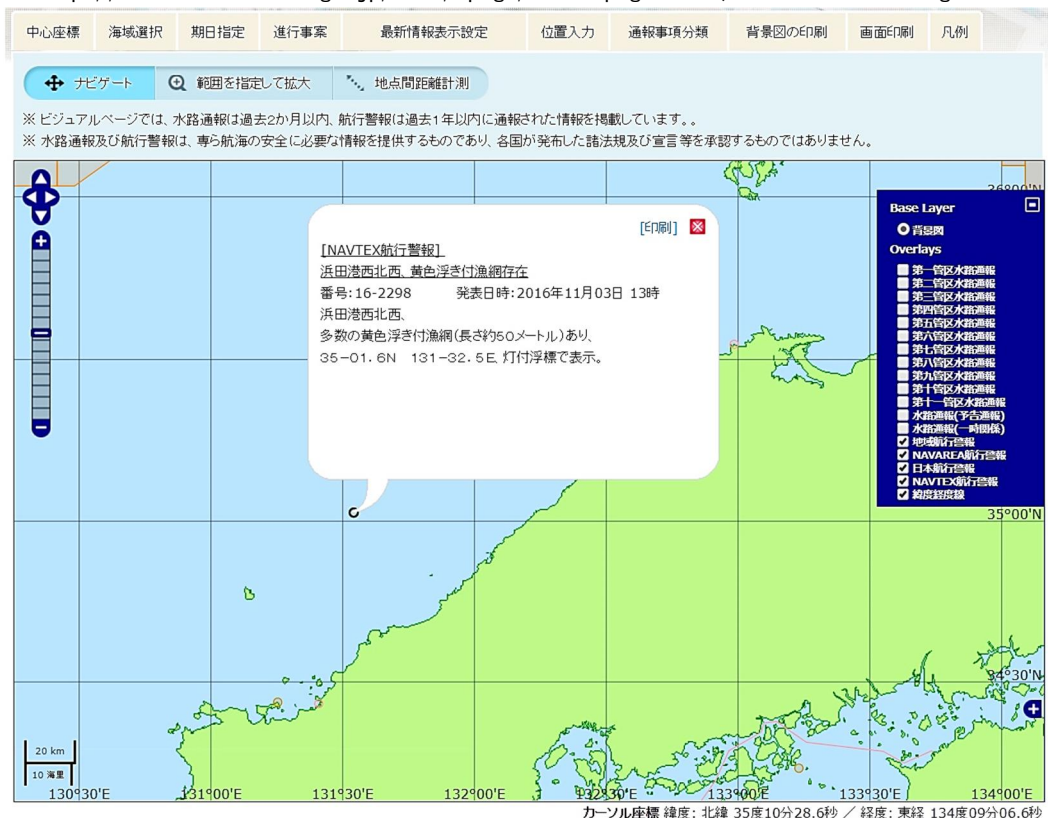 中心座標 海域選択 期日指定 進行事案 最新情報表示設定 位置入力 通報事項分類 背景図の印刷 画面印刷 凡例
ナビゲート 範囲を指定して拡大 地点間距離計測
※ ビジュアルページでは、水路通報は過去2か月以内、航行警報は過去1年以内に通報された情報を掲載しています。。
※ 水路通報及び航行警報は、専ら航海の安全に必要な情報を提供するものであり、各国が発布した諸法規及び宣言等を承認するものではありません。
[印刷]
[NAVTEX航行警報]
浜田港西北西、黄色浮き付漁網存在
番号:16-2298 発表日時:2016年11月03日 13時
浜田港西北西、
多数の黄色浮き付漁網(長さ約50メートル)あり、
35-01.6N 131-32.5E, 灯付浮標で表示。
36°00'N
Base Layer
背景図
Overlays
第一管区水路通報
第二管区水路通報
第三管区水路通報
第四管区水路通報
第五管区水路通報
第六管区水路通報
第七管区水路通報
第八管区水路通報
第九管区水路通報
第十管区水路通報
第十一管区水路通報
水路通報(予告通報)
水路通報(一時関係)
地域航行警報
NAVAREA航行警報
日本航行警報
NAVTEX航行警報
緯度経度線
35°00'N
34°30'N
20 km
10 海里
130°30'E 131°00'E 131°30'E 132°00'E 132°30'E 133°00'E 133°30'E 134°00'E
カーソル座標 緯度: 北緯 35度10分28.6秒 / 経度: 東経 134度09分06.6秒